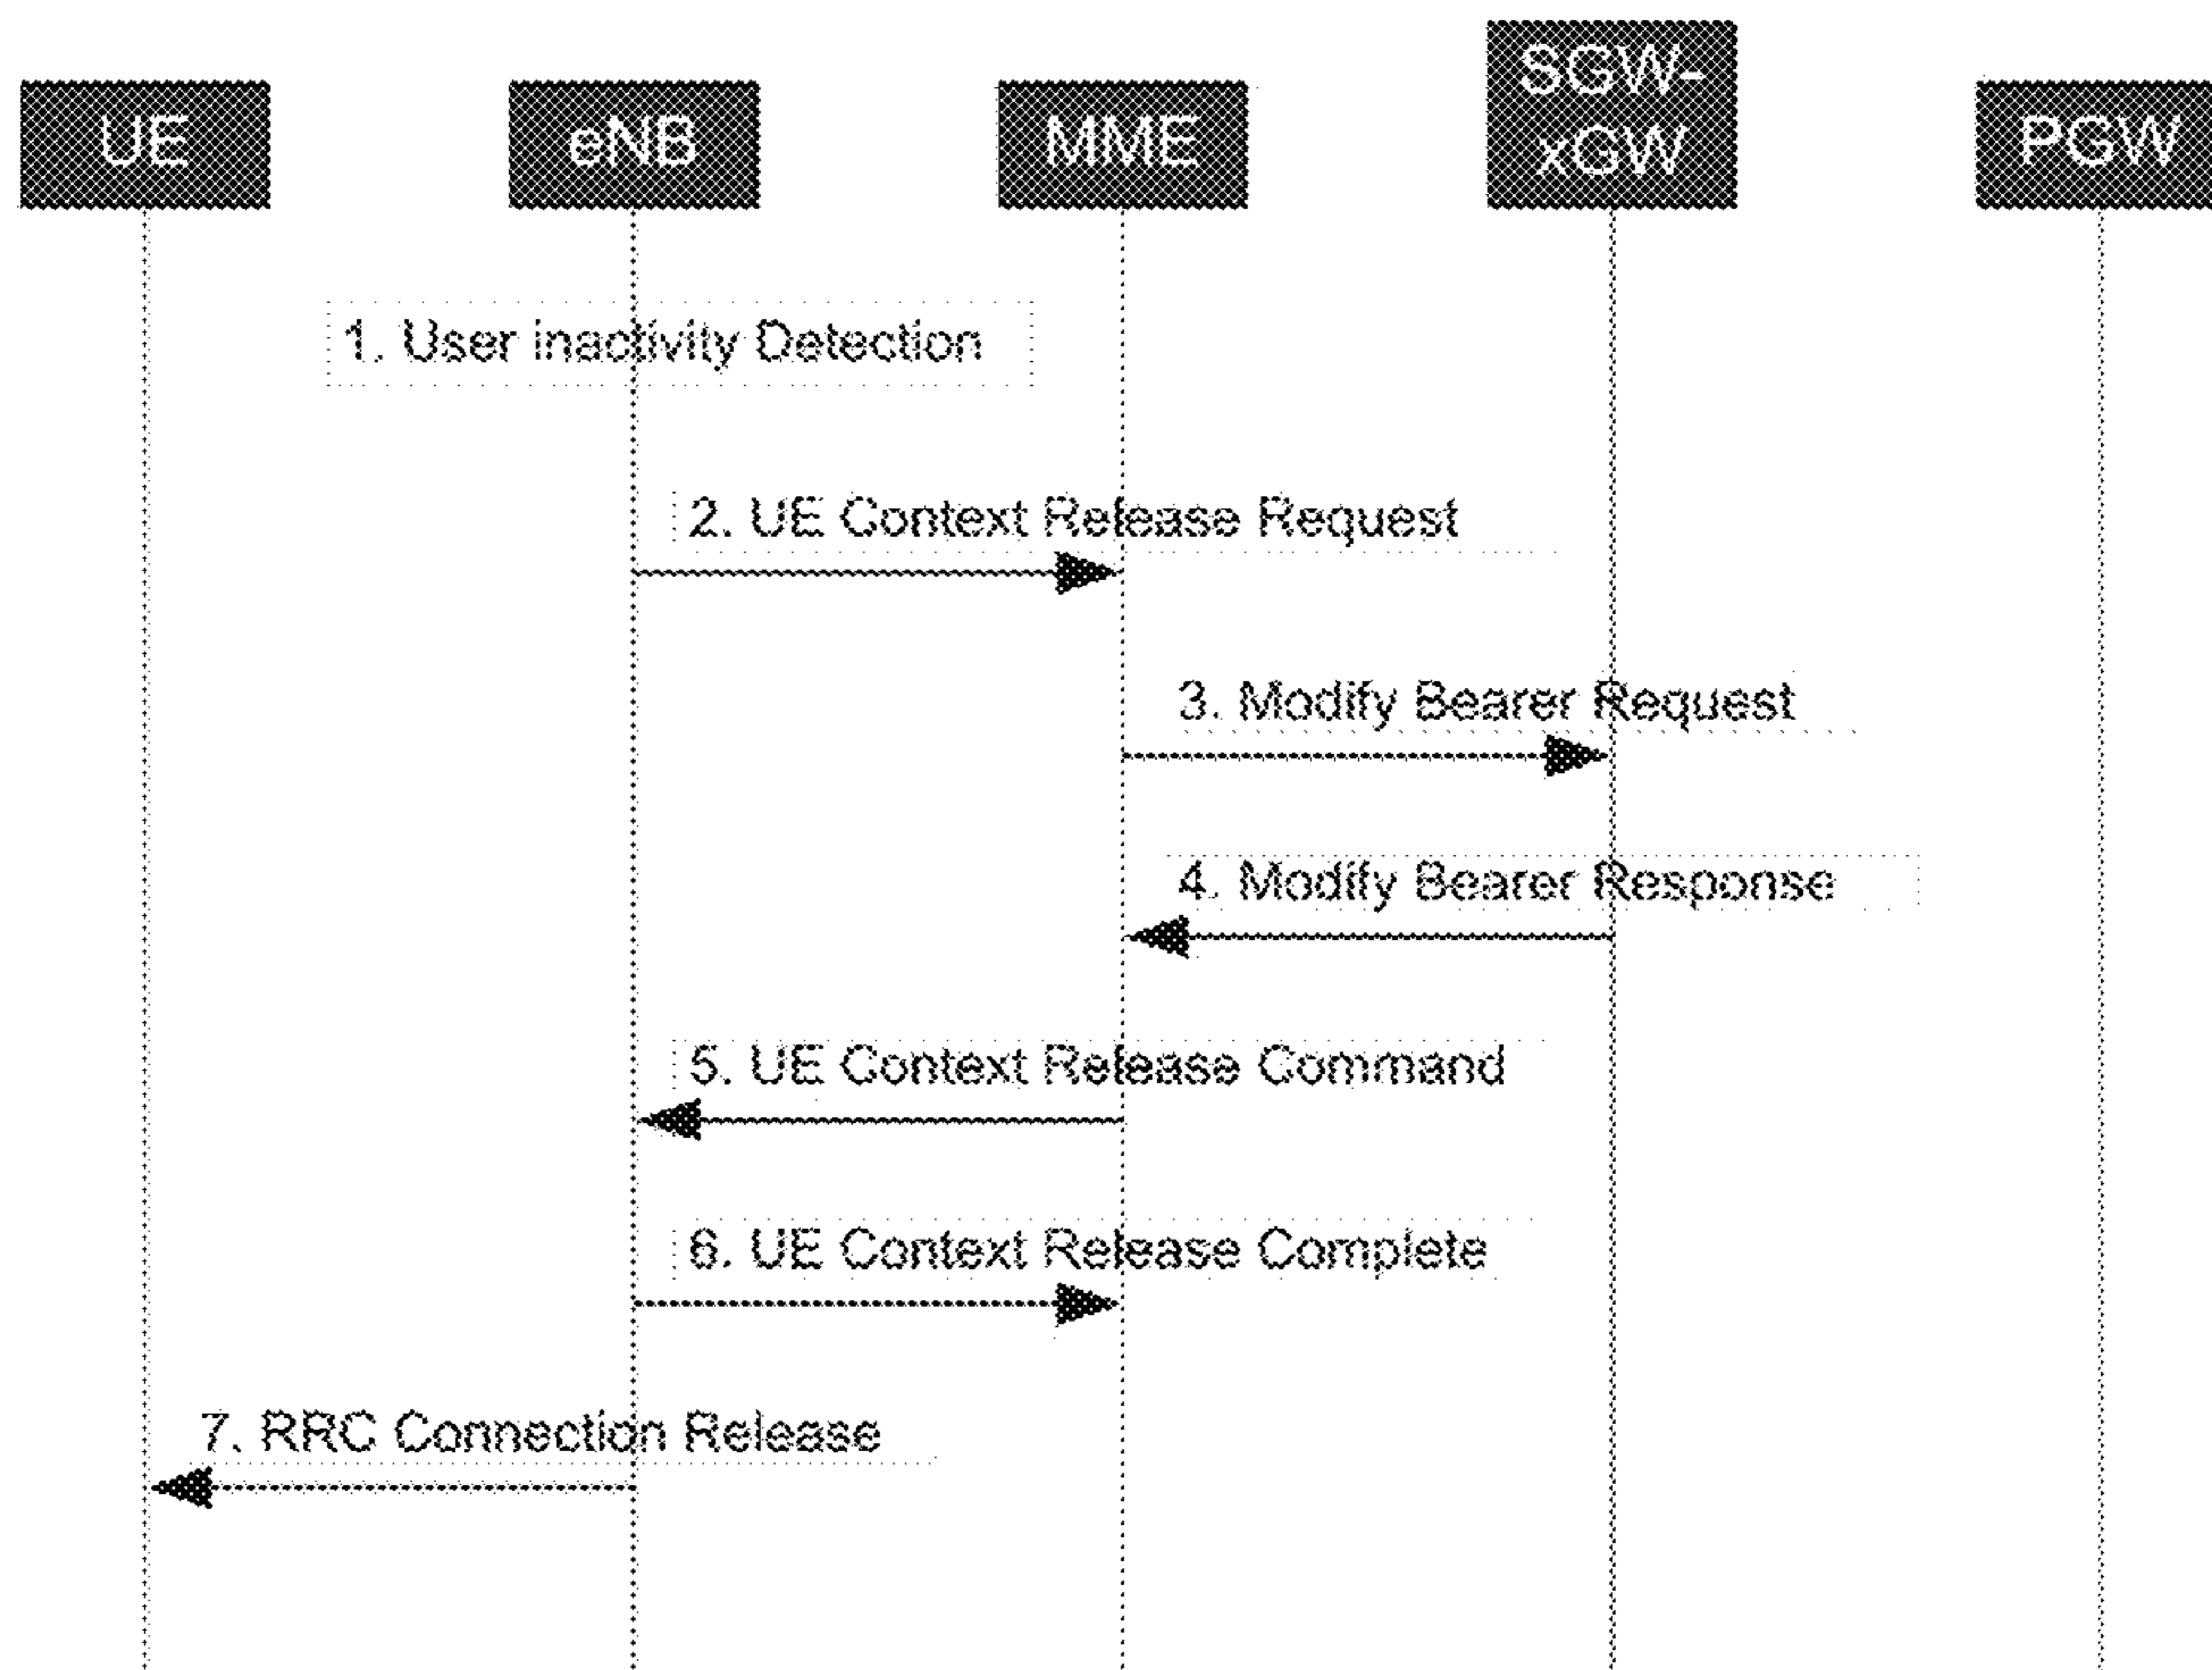 UE
eNB
MME
SGW-
xGW
PGW
1. User inactivity Detection
2. UE Context Release Request
3. Modify Bearer Request
4. Modify Bearer Response
5. UE Context Release Command
6. UE Context Release Complete
7. RRC Connection Release